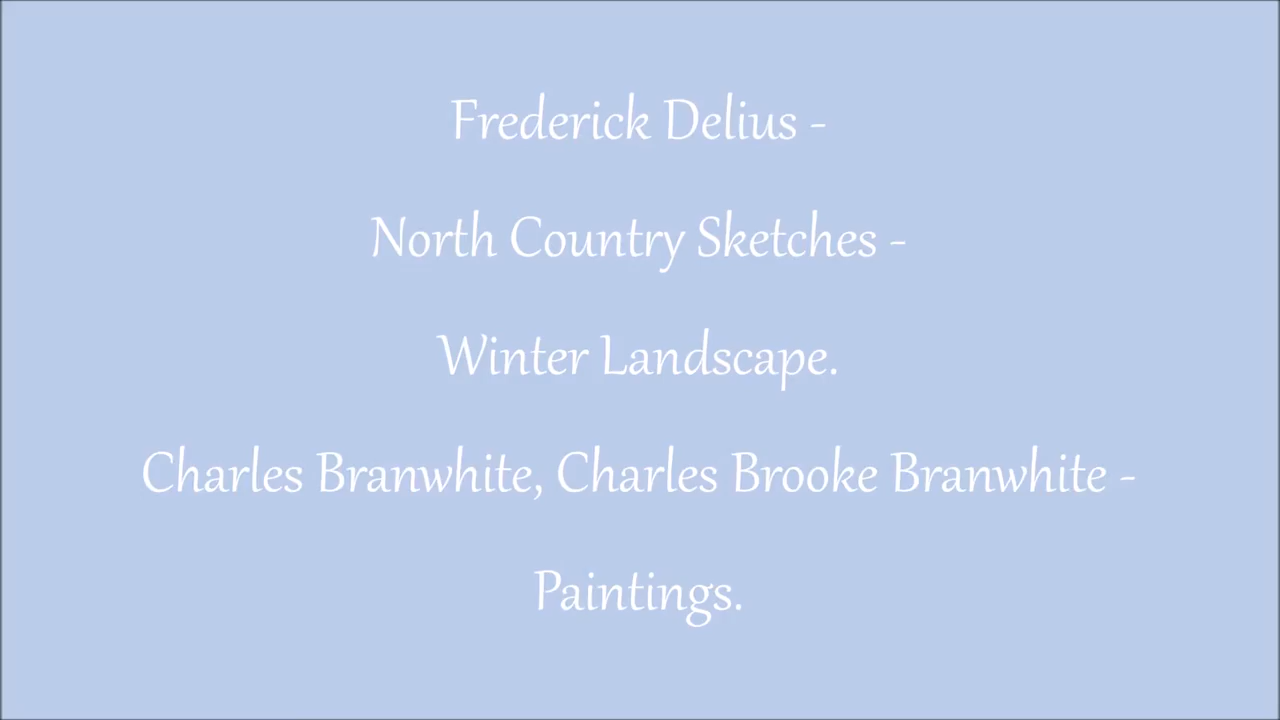 Frederick Delius -
North Country Sketches -
Winter Landscape.
Charles Branwhite, Charles Brooke Branwhite -
Paintings.